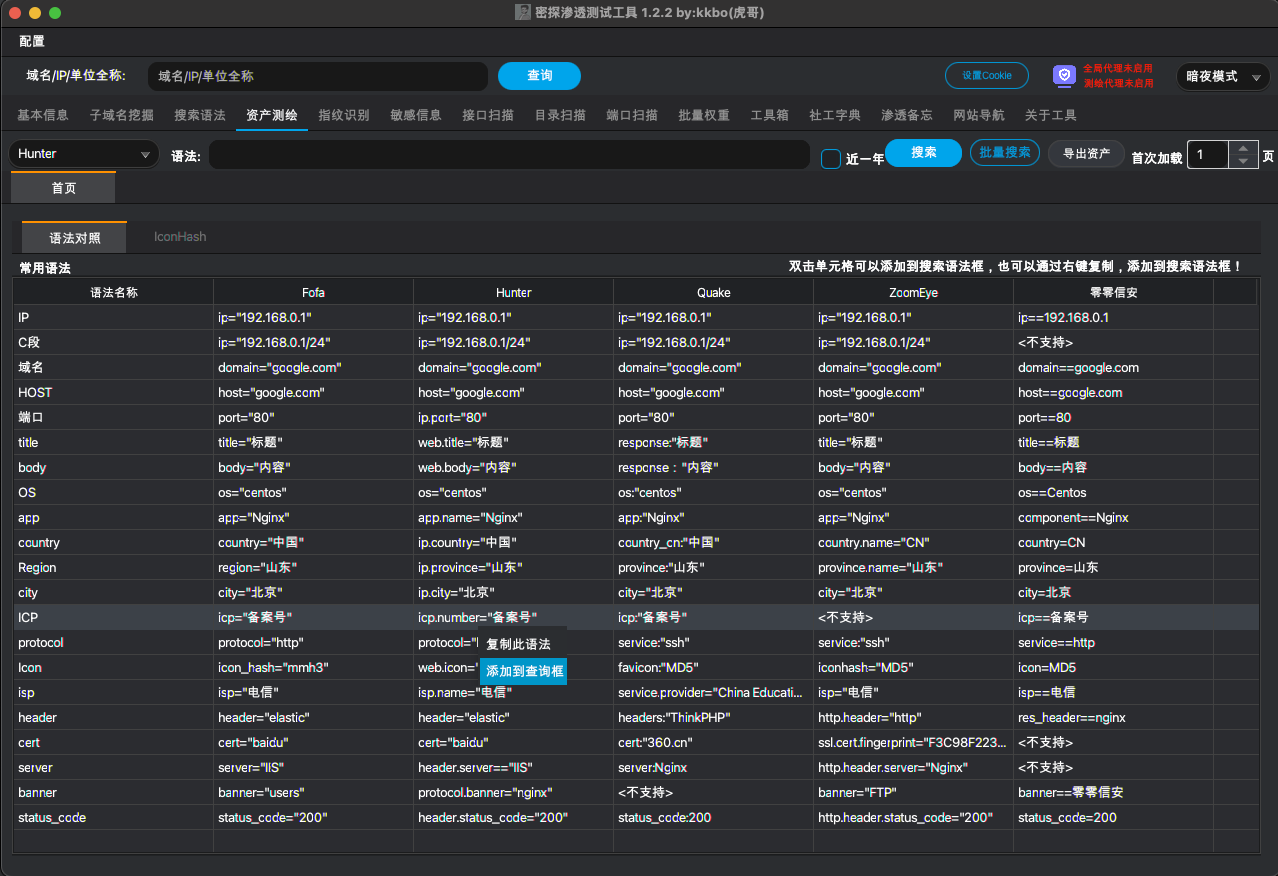 密探渗透测试工具 1.2.2 by:kkbo(虎哥)
配置
域名/IP/单位全称: 域名/IP/单位全称 查询 设置Cookie 全局代理未启用 暗夜模式
测绘代理未启用
基本信息 子域名挖掘 搜索语法 资产测绘 指纹识别 敏感信息 接口扫描 目录扫描 端口扫描 批量权重 工具箱 社工字典 渗透备忘 网站导航 关于工具
Hunter 语法: 近一年 搜索 批量搜索 导出资产 首次加载 1 页
首页
语法对照 IconHash
常用语法 双击单元格可以添加到搜索语法框，也可以通过右键复制，添加到搜索语法框！
语法名称 Fofa Hunter Quake ZoomEye 零零信安
IP ip="192.168.0.1" ip="192.168.0.1" ip="192.168.0.1" ip="192.168.0.1" ip==192.168.0.1
C段 ip="192.168.0.1/24" ip="192.168.0.1/24" ip="192.168.0.1/24" ip="192.168.0.1/24" <不支持>
域名 domain="google.com" domain="google.com" domain="google.com" domain="google.com" domain==google.com
HOST host="google.com" host="google.com" host="google.com" host="google.com" host==google.com
端口 port="80" ip.port="80" port="80" port="80" port==80
title title="标题" web.title="标题" response:"标题" title="标题" title==标题
body body="内容" web.body="内容" response："内容" body="内容" body==内容
OS os="centos" os="centos" os:"centos" os="centos" os==Centos
app app="Nginx" app.name="Nginx" app:"Nginx" app="Nginx" component==Nginx
country country="中国" ip.country="中国" country_cn:"中国" country.name="CN" country=CN
Region region="山东" ip.province="山东" province:"山东" province.name="山东" province=山东
city city="北京" ip.city="北京" city="北京" city="北京" city=北京
ICP icp="备案号" icp.number="备案号" icp:"备案号" <不支持> icp==备案号
protocol protocol="http" protocol=" 复制此语法 service:"ssh" service:"ssh" service==http
Icon icon_hash="mmh3" web.icon=" 添加到查询框 favicon:"MD5" iconhash="MD5" icon=MD5
isp isp="电信" isp.name="电信" service.provider="China Educati... isp="电信" isp==电信
header header="elastic" header="elastic" headers:"ThinkPHP" http.header="http" res_header==nginx
cert cert="baidu" cert="baidu" cert:"360.cn" ssl.cert.fingerprint="F3C98F223... <不支持>
server server="IIS" header.server=="IIS" server:Nginx http.header.server="Nginx" <不支持>
banner banner="users" protocol.banner="nginx" <不支持> banner="FTP" banner==零零信安
status_code status_code="200" header.status_code="200" status_code:200 http.header.status_code="200" status_code=200